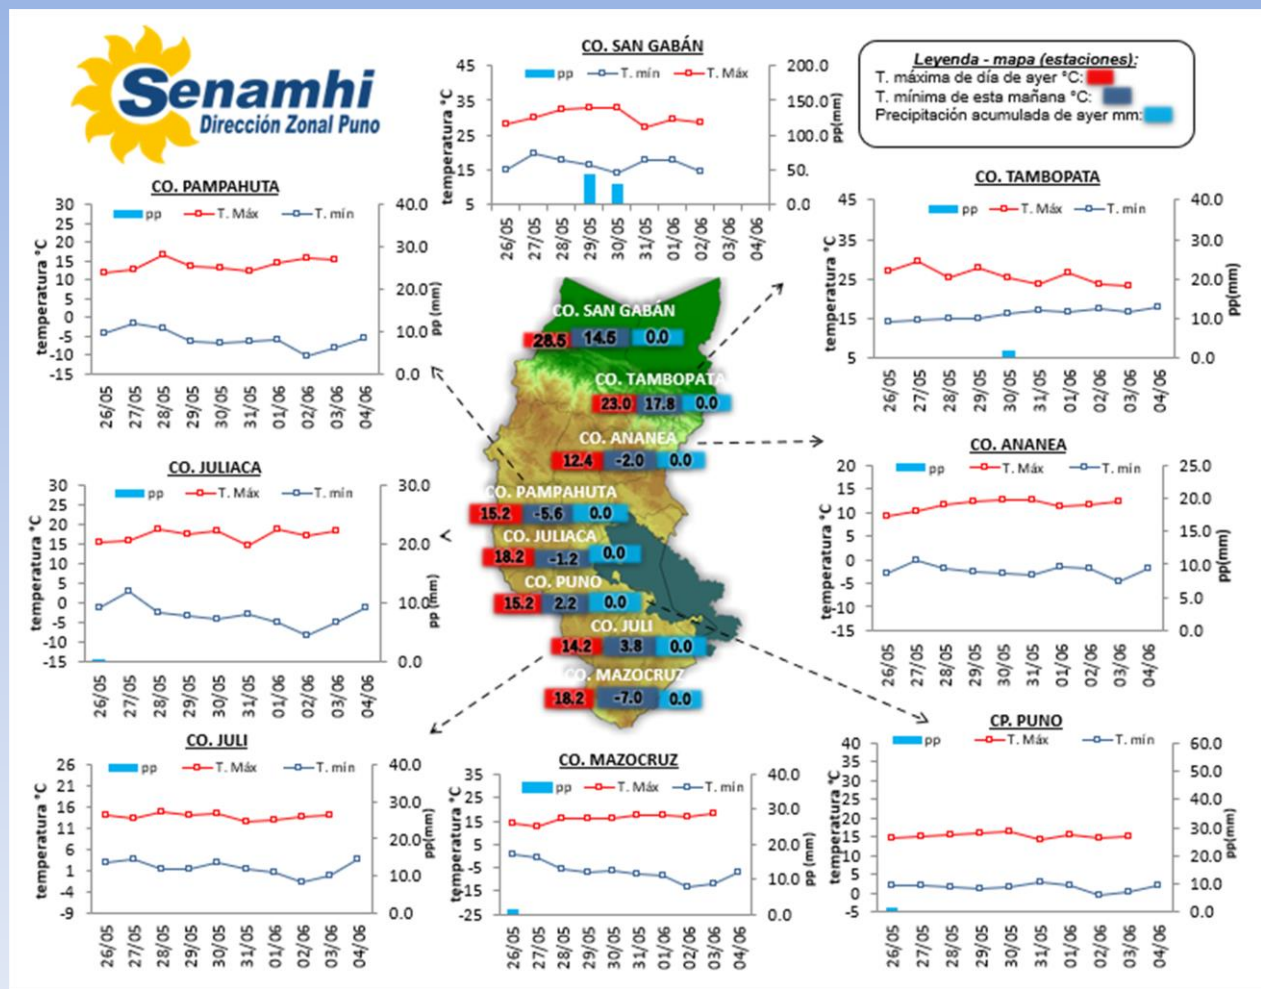 Senamhi
Dirección Zonal Puno
CO. SAN GABÁN
pp T. mín T. Máx
temperatura °C
45
35
25
15
5
200.0
150.0
100.0
50.
0.0
pp(mm)
26/05 27/05 28/05 29/05 30/05 31/05 01/06 02/06 03/06 04/06
Leyenda - mapa (estaciones):
T. máxima de día de ayer °C:
T. mínima de esta mañana °C:
Precipitación acumulada de ayer mm:
CO. PAMPAHUTA
pp T. Máx T. mín
temperatura °C
30
25
20
15
10
5
0
-5
-10
-15
40.0
30.0
20.0
10.0
0.0
pp (mm)
26/05 27/05 28/05 29/05 30/05 31/05 01/06 02/06 03/06 04/06
CO. TAMBOPATA
pp T. Máx T. mín
temperatura °C
45
35
25
15
5
40.0
30.0
20.0
10.0
0.0
pp(mm)
26/05 27/05 28/05 29/05 30/05 31/05 01/06 02/06 03/06 04/06
CO. SAN GABÁN
28.5 14.5 0.0
CO. TAMBOPATA
23.0 17.8 0.0
CO. ANANEA
12.4 -2.0 0.0
CO. PAMPAHUTA
15.2 -5.6 0.0
CO. JULIACA
18.2 -1.2 0.0
CO. PUNO
15.2 2.2 0.0
CO. JULI
14.2 3.8 0.0
CO. MAZOCRUZ
18.2 -7.0 0.0
CO. JULIACA
pp T. Máx T. mín
temperatura °C
30
25
20
15
10
5
0
-5
-10
-15
30.0
20.0
10.0
0.0
pp (mm)
26/05 27/05 28/05 29/05 30/05 31/05 01/06 02/06 03/06 04/06
CO. ANANEA
pp T. Máx T. mín
temperatura °C
20
15
10
5
0
-5
-10
-15
25.0
20.0
15.0
10.0
5.0
0.0
pp(mm)
26/05 27/05 28/05 29/05 30/05 31/05 01/06 02/06 03/06 04/06
CO. JULI
pp T. Máx T. mín
temperatura °C
26
21
16
11
6
1
-4
-9
40.0
30.0
20.0
10.0
0.0
pp(mm)
26/05 27/05 28/05 29/05 30/05 31/05 01/06 02/06 03/06 04/06
CO. MAZOCRUZ
pp T. Máx T. mín
temperatura °C
35
25
15
5
-5
-15
-25
40.0
30.0
20.0
10.0
0.0
pp (mm)
26/05 27/05 28/05 29/05 30/05 31/05 01/06 02/06 03/06 04/06
CP. PUNO
pp T. Máx T. mín
temperatura °C
40
35
30
25
20
15
10
5
0
-5
60.0
50.0
40.0
30.0
20.0
10.0
0.0
pp(mm)
26/05 27/05 28/05 29/05 30/05 31/05 01/06 02/06 03/06 04/06